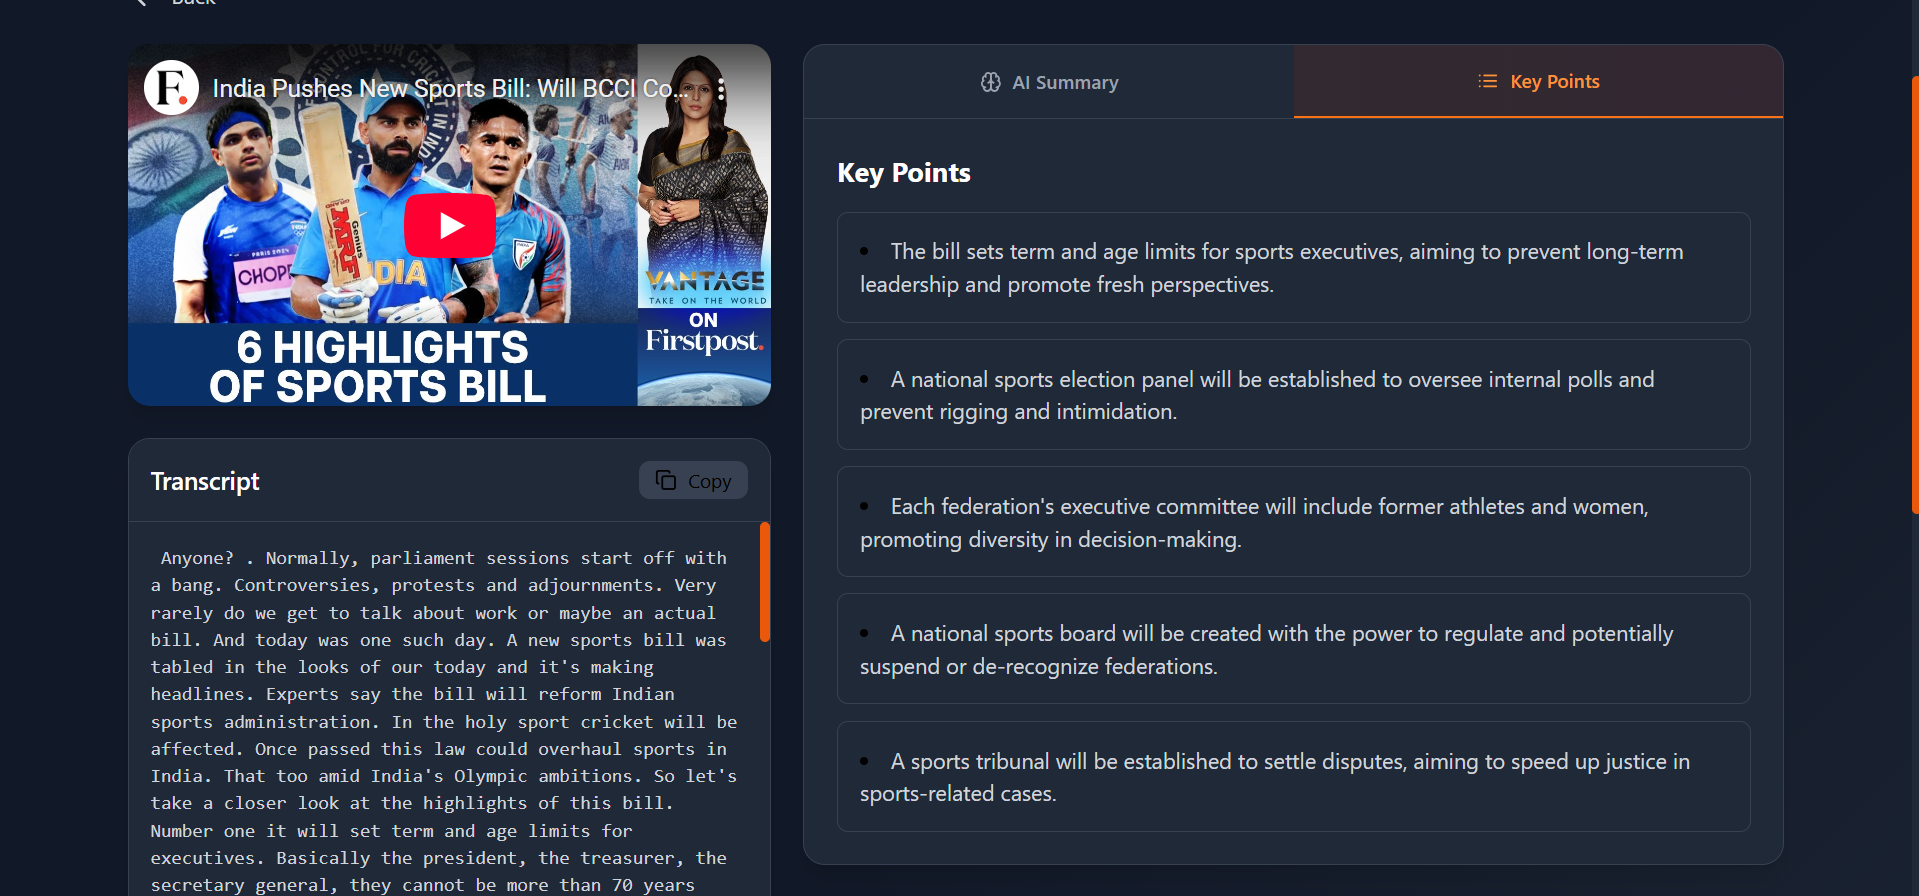 Back
F.
India Pushes New Sports Bill: Will BCCI Co...
CONTROL FOR CRICKET IN IND
PARIS 2024
CHOPR
MRF
Genius
INDIA
INDIA
VANTAGE
TAKE ON THE WORLD
ON
Firstpost.
6 HIGHLIGHTS
OF SPORTS BILL
Transcript
Copy
Anyone? . Normally, parliament sessions start off with
a bang. Controversies, protests and adjournments. Very
rarely do we get to talk about work or maybe an actual
bill. And today was one such day. A new sports bill was
tabled in the looks of our today and it's making
headlines. Experts say the bill will reform Indian
sports administration. In the holy sport cricket will be
affected. Once passed this law could overhaul sports in
India. That too amid India's Olympic ambitions. So let's
take a closer look at the highlights of this bill.
Number one it will set term and age limits for
executives. Basically the president, the treasurer, the
secretary general, they cannot be more than 70 years
AI Summary
Key Points
Key Points
• The bill sets term and age limits for sports executives, aiming to prevent long-term
leadership and promote fresh perspectives.
• A national sports election panel will be established to oversee internal polls and
prevent rigging and intimidation.
• Each federation's executive committee will include former athletes and women,
promoting diversity in decision-making.
• A national sports board will be created with the power to regulate and potentially
suspend or de-recognize federations.
• A sports tribunal will be established to settle disputes, aiming to speed up justice in
sports-related cases.